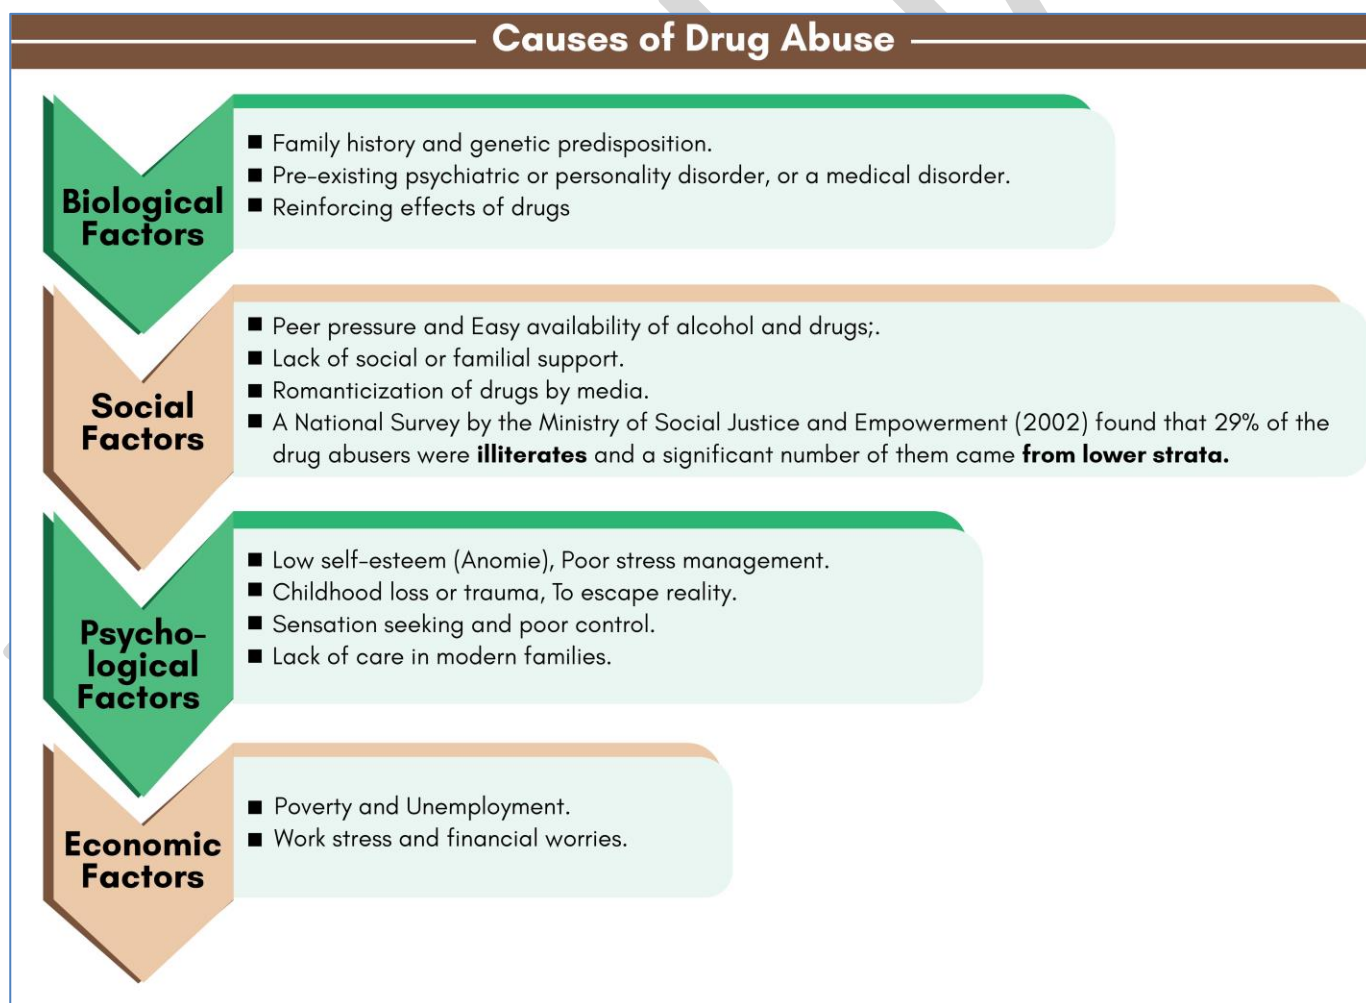 Causes of Drug Abuse
Biological
Factors
■ Family history and genetic predisposition.
■ Pre-existing psychiatric or personality disorder, or a medical disorder.
■ Reinforcing effects of drugs
Social
Factors
■ Peer pressure and Easy availability of alcohol and drugs;.
■ Lack of social or familial support.
■ Romanticization of drugs by media.
■ A National Survey by the Ministry of Social Justice and Empowerment (2002) found that 29% of the
drug abusers were illiterates and a significant number of them came from lower strata.
Psycho-
logical
Factors
■ Low self-esteem (Anomie), Poor stress management.
■ Childhood loss or trauma, To escape reality.
■ Sensation seeking and poor control.
■ Lack of care in modern families.
Economic
Factors
■ Poverty and Unemployment.
■ Work stress and financial worries.